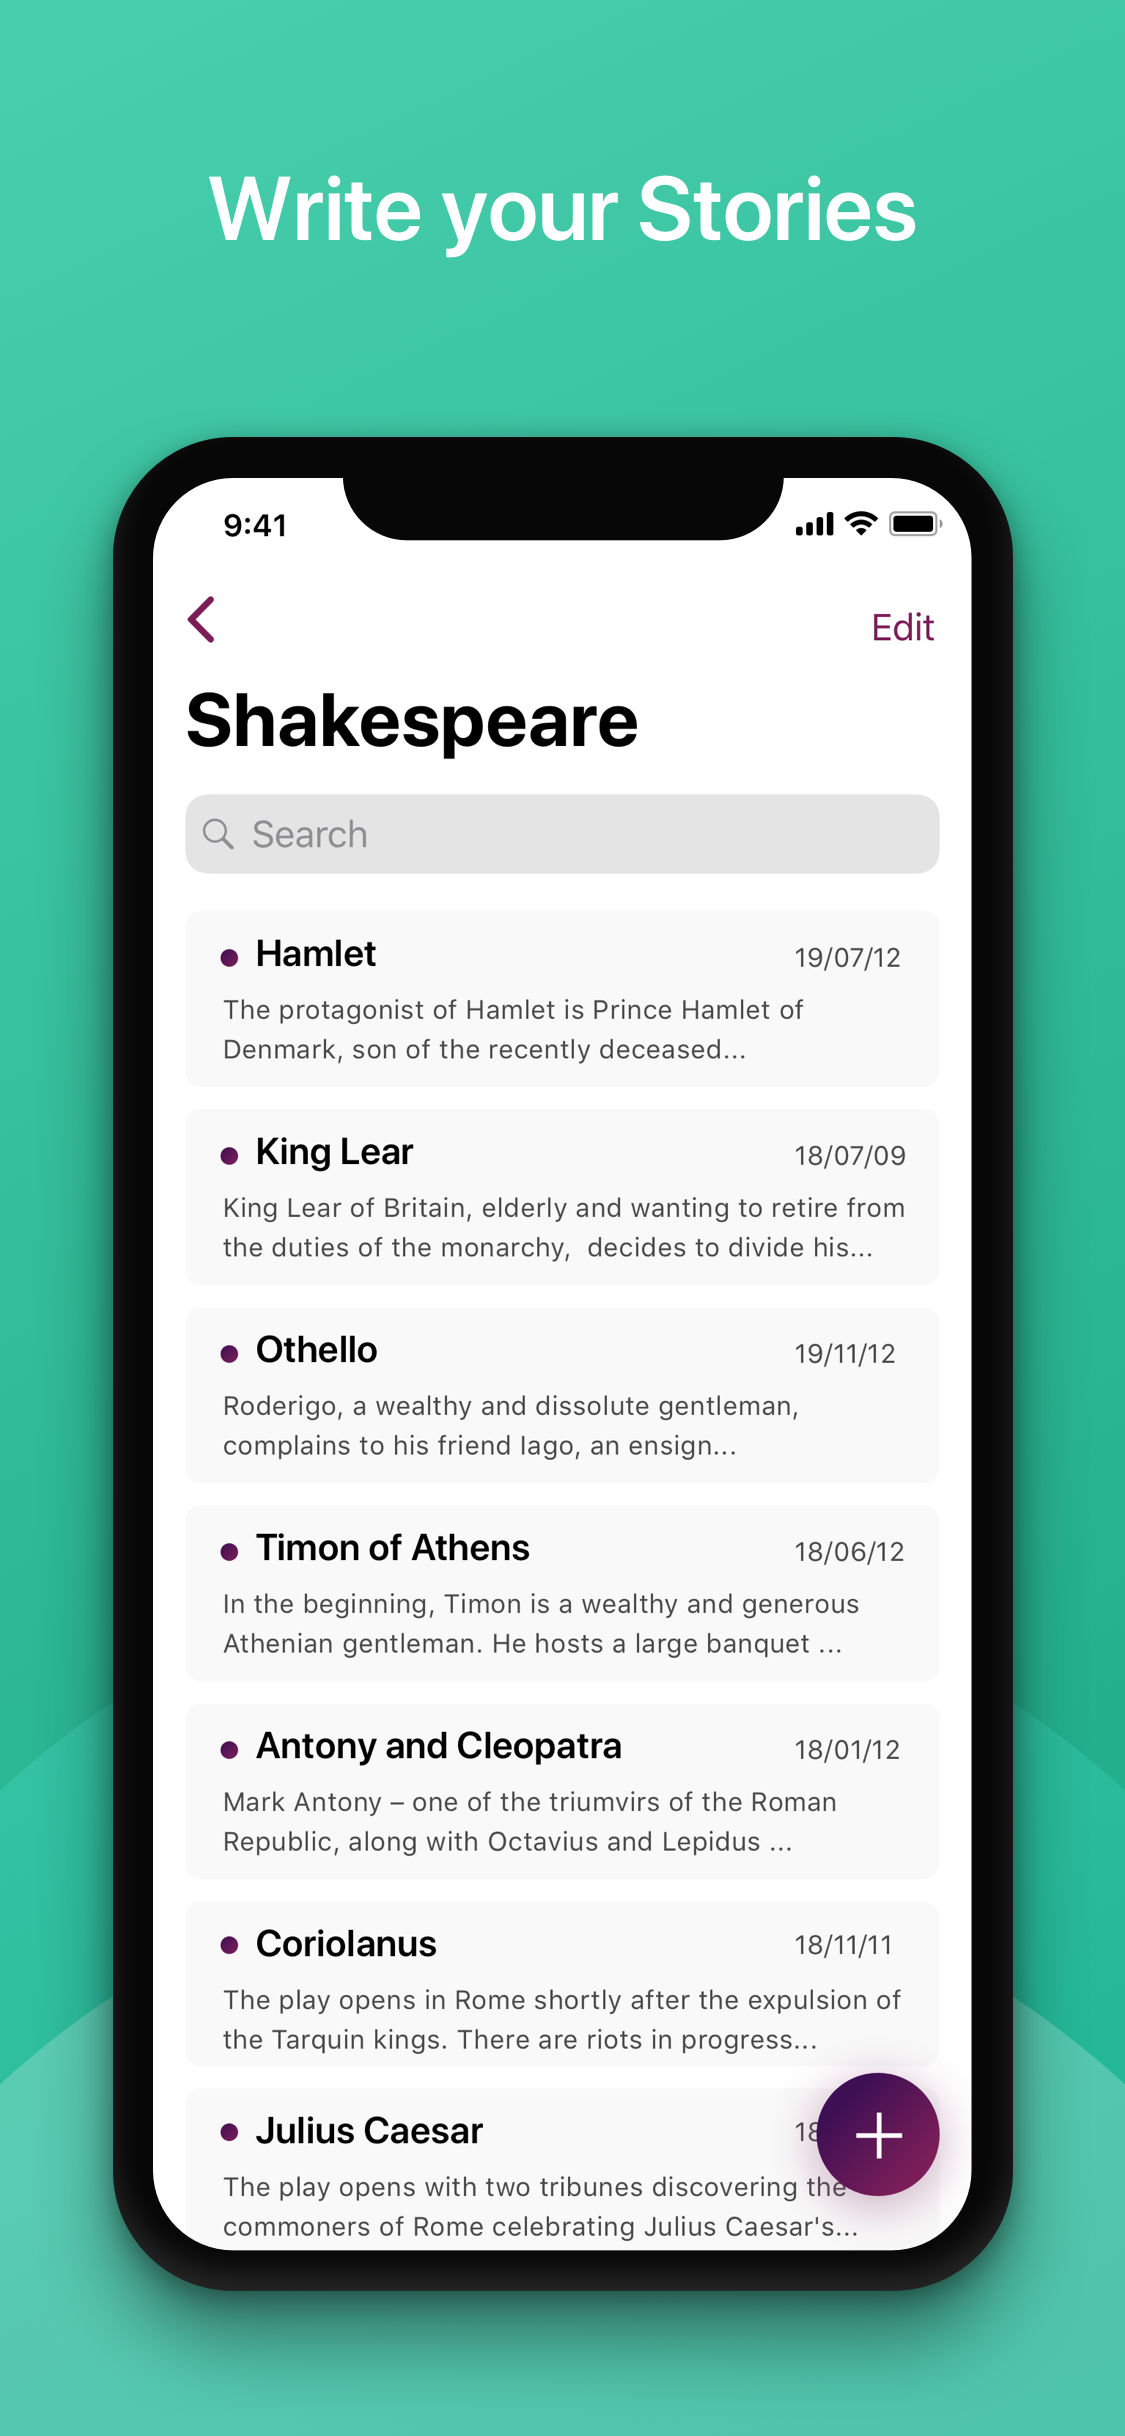 Write your Stories
9:41
Edit
Shakespeare
Search
Hamlet 19/07/12
The protagonist of Hamlet is Prince Hamlet of
Denmark, son of the recently deceased...
King Lear 18/07/09
King Lear of Britain, elderly and wanting to retire from
the duties of the monarchy,  decides to divide his...
Othello 19/11/12
Roderigo, a wealthy and dissolute gentleman,
complains to his friend Iago, an ensign...
Timon of Athens 18/06/12
In the beginning, Timon is a wealthy and generous
Athenian gentleman. He hosts a large banquet ...
Antony and Cleopatra 18/01/12
Mark Antony – one of the triumvirs of the Roman
Republic, along with Octavius and Lepidus ...
Coriolanus 18/11/11
The play opens in Rome shortly after the expulsion of
the Tarquin kings. There are riots in progress...
Julius Caesar
The play opens with two tribunes discovering the
commoners of Rome celebrating Julius Caesar's...